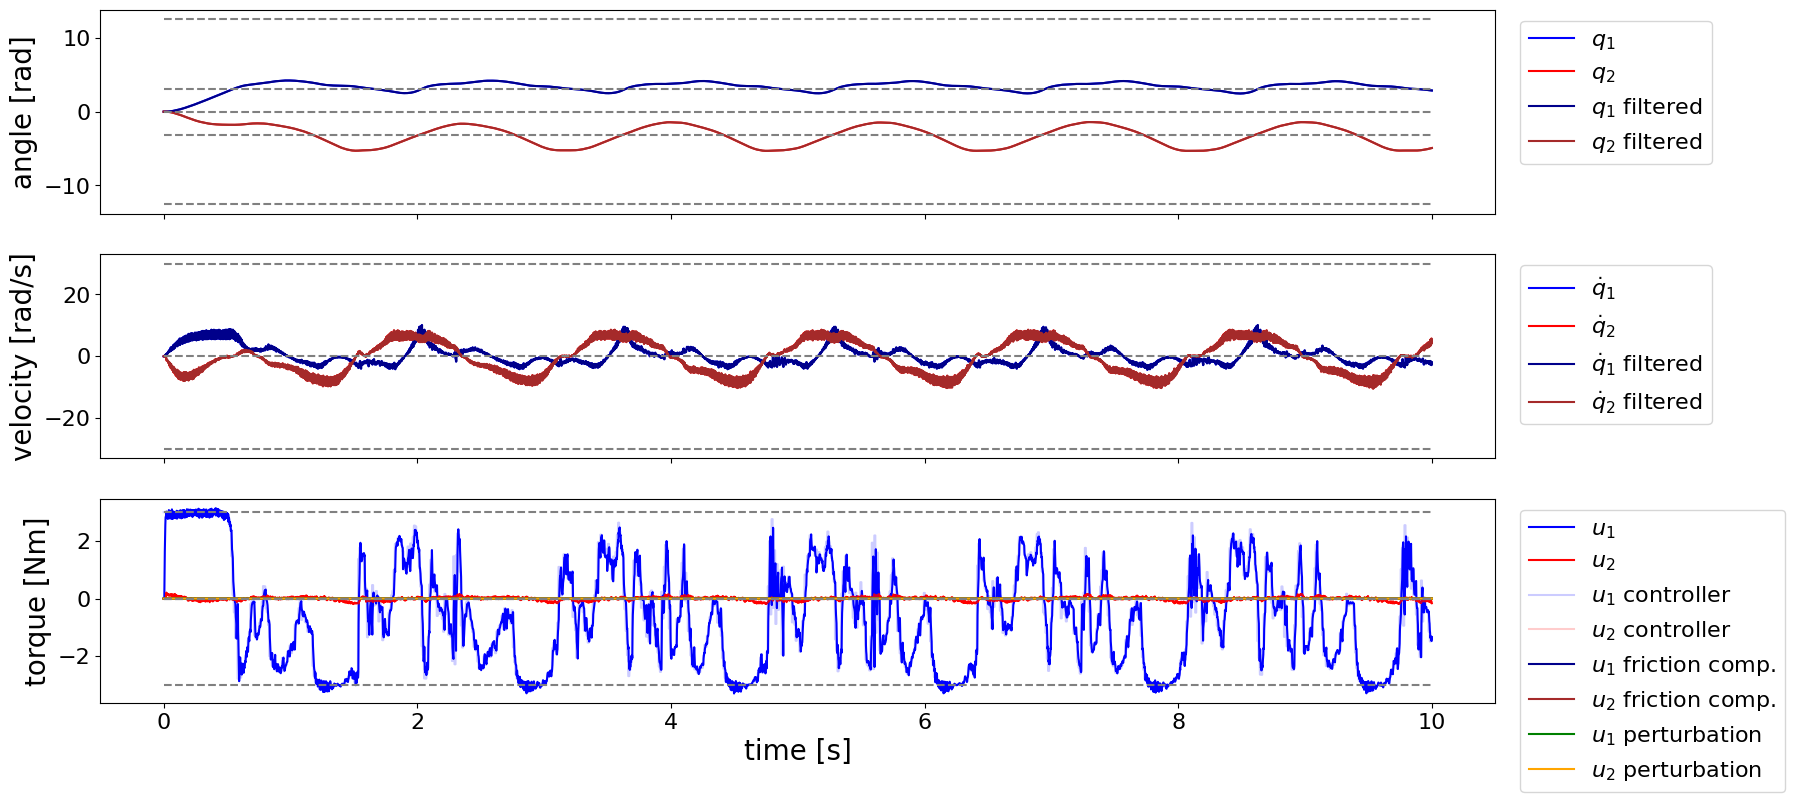 angle [rad]
10
0
−10
q₁
q₂
q₁ filtered
q₂ filtered
velocity [rad/s]
20
0
−20
q̇₁
q̇₂
q̇₁ filtered
q̇₂ filtered
torque [Nm]
2
0
−2
0 2 4 6 8 10
time [s]
u₁
u₂
u₁ controller
u₂ controller
u₁ friction comp.
u₂ friction comp.
u₁ perturbation
u₂ perturbation